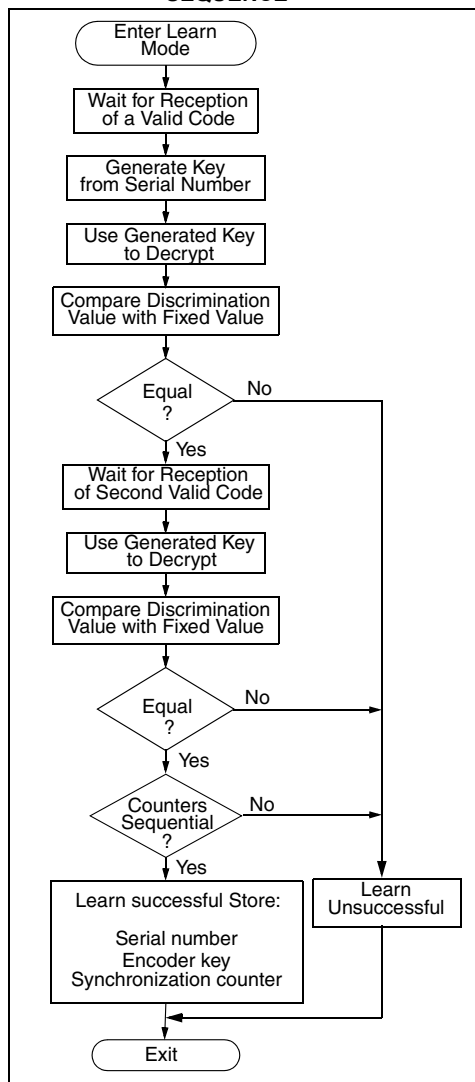 SEQUENCE
Enter Learn
Mode
Wait for Reception
of a Valid Code
Generate Key
from Serial Number
Use Generated Key
to Decrypt
Compare Discrimination
Value with Fixed Value
Equal
?
No
Yes
Wait for Reception
of Second Valid Code
Use Generated Key
to Decrypt
Compare Discrimination
Value with Fixed Value
Equal
?
No
Yes
Counters
Sequential
?
No
Yes
Learn successful Store:
Serial number
Encoder key
Synchronization counter
Learn
Unsuccessful
Exit